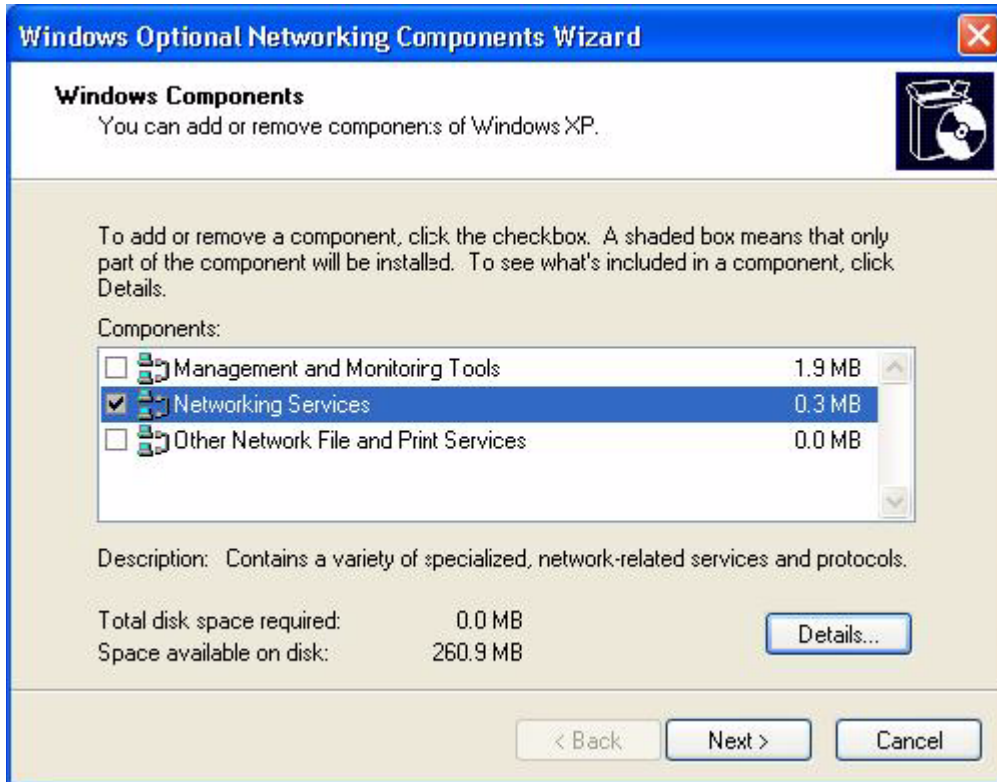 Windows Optional Networking Components Wizard
Windows Components
You can add or remove components of Windows XP.
To add or remove a component, click the checkbox. A shaded box means that only
part of the component will be installed. To see what's included in a component, click
Details.
Components:
Management and Monitoring Tools 1.9 MB
Networking Services 0.3 MB
Other Network File and Print Services 0.0 MB
Description: Contains a variety of specialized, network-related services and protocols.
Total disk space required: 0.0 MB
Space available on disk: 260.9 MB
Details...
< Back Next > Cancel